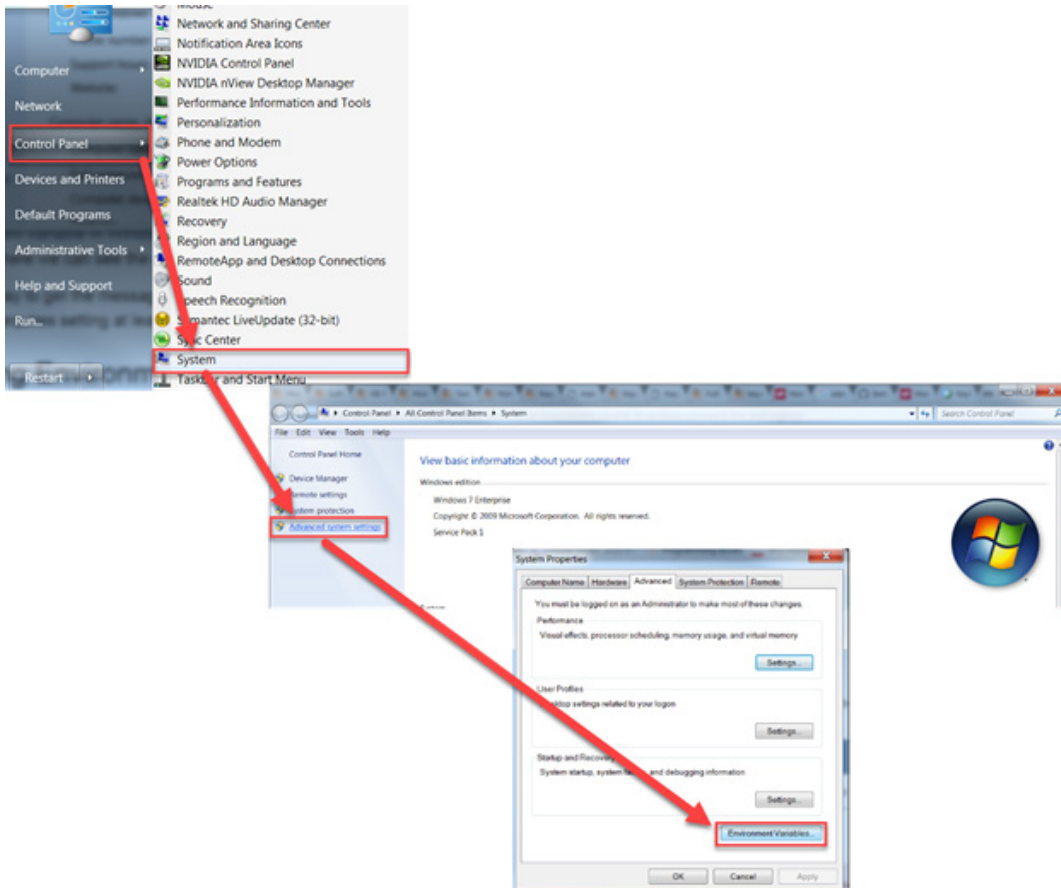 Mouse
Network and Sharing Center
Notification Area Icons
NVIDIA Control Panel
NVIDIA nView Desktop Manager
Performance Information and Tools
Personalization
Phone and Modem
Power Options
Programs and Features
Realtek HD Audio Manager
Recovery
Region and Language
RemoteApp and Desktop Connections
Sound
Speech Recognition
Symantec LiveUpdate (32-bit)
Sync Center
System
Taskbar and Start Menu
Computer
Network
Control Panel
Devices and Printers
Default Programs
Administrative Tools
Help and Support
Run...
Restart
Control Panel All Control Panel Items System
Search Control Panel
File Edit View Tools Help
Control Panel Home
Device Manager
Remote settings
System protection
Advanced system settings
View basic information about your computer
Windows edition
Windows 7 Enterprise
Copyright © 2009 Microsoft Corporation. All rights reserved.
Service Pack 1
System
System Properties
Computer Name Hardware Advanced System Protection Remote
You must be logged on as an Administrator to make most of these changes.
Performance
Visual effects, processor scheduling, memory usage, and virtual memory
Settings...
User Profiles
Desktop settings related to your logon
Settings...
Startup and Recovery
System startup, system failure, and debugging information
Settings...
Environment Variables...
OK Cancel Apply